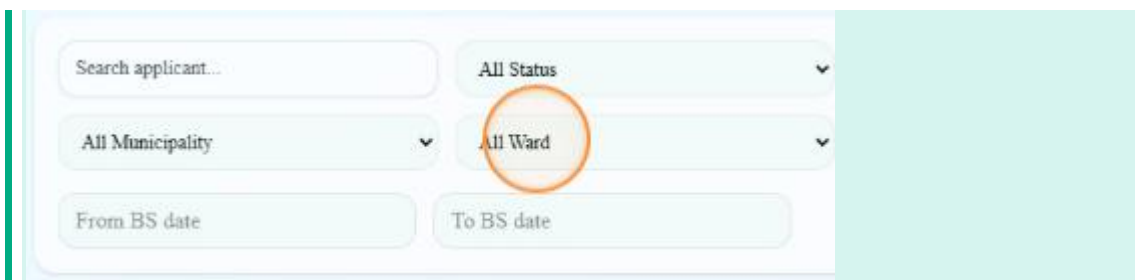 Search applicant...
All Status
All Municipality
All Ward
From BS date
To BS date